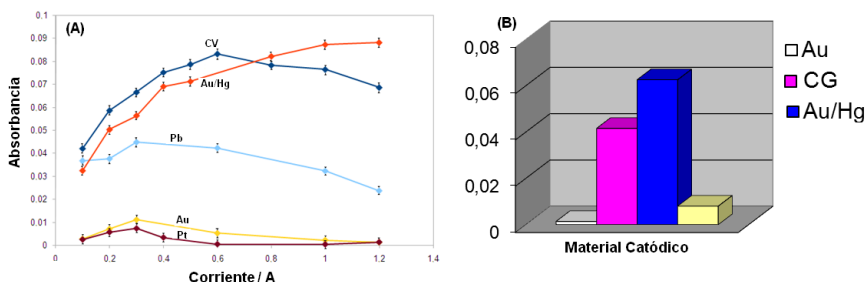 (A)
Absorbancia
0.1
0.09
0.08
0.07
0.06
0.05
0.04
0.03
0.02
0.01
0
CV
Au/Hg
Pb
Au
Pt
0 0.2 0.4 0.6 0.8 1 1.2 1.4
Corriente / A
(B)
0,08
0,06
0,04
0,02
0
Material Catódico
Au
CG
Au/Hg